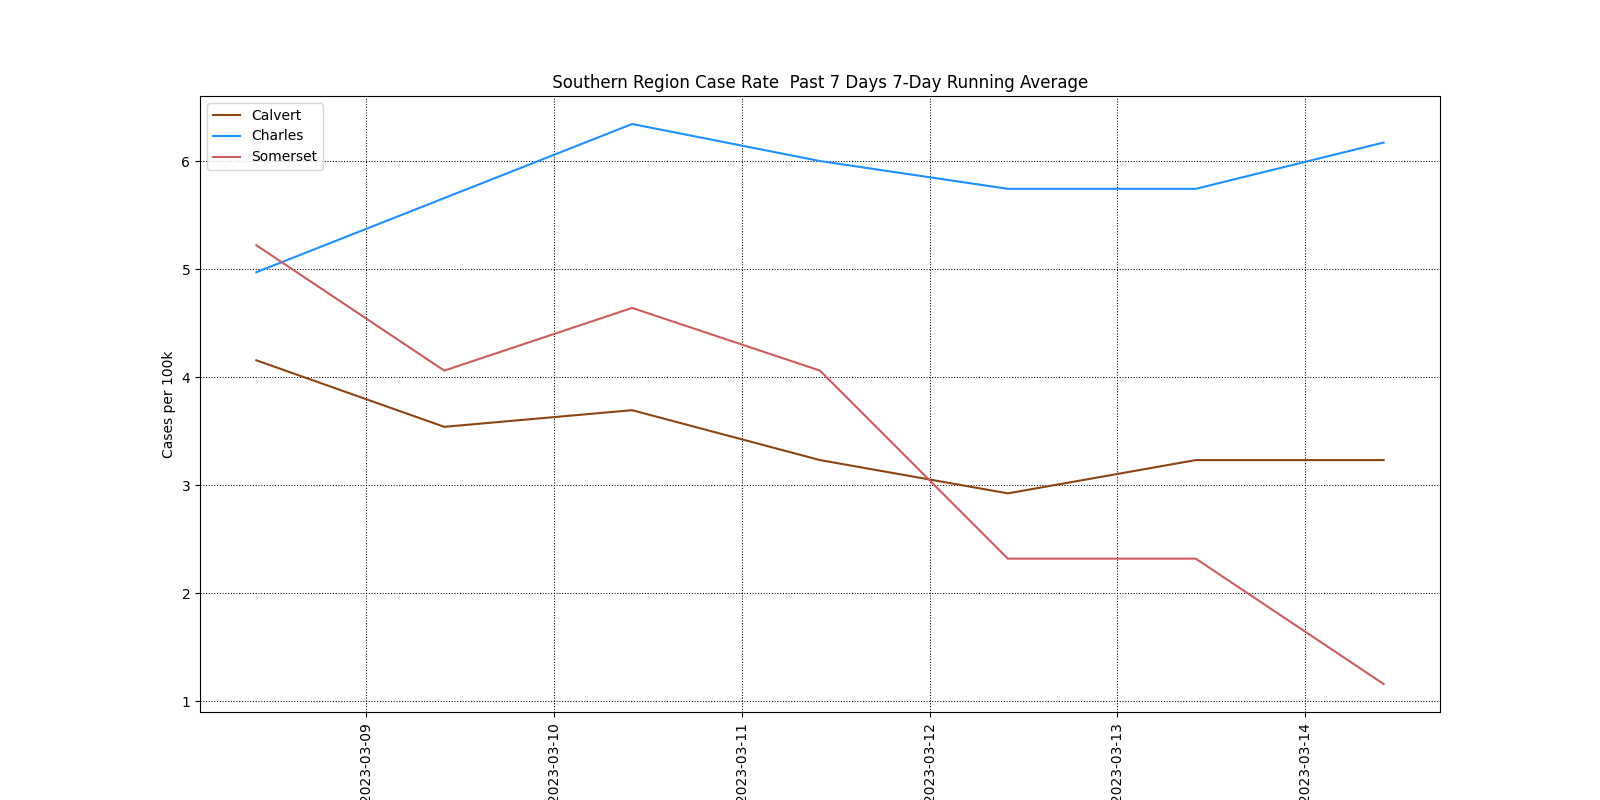 Southern Region Case Rate  Past 7 Days 7-Day Running Average
Calvert
Charles
Somerset
6
5
4
3
2
1
Cases per 100k
2023-03-09
2023-03-10
2023-03-11
2023-03-12
2023-03-13
2023-03-14